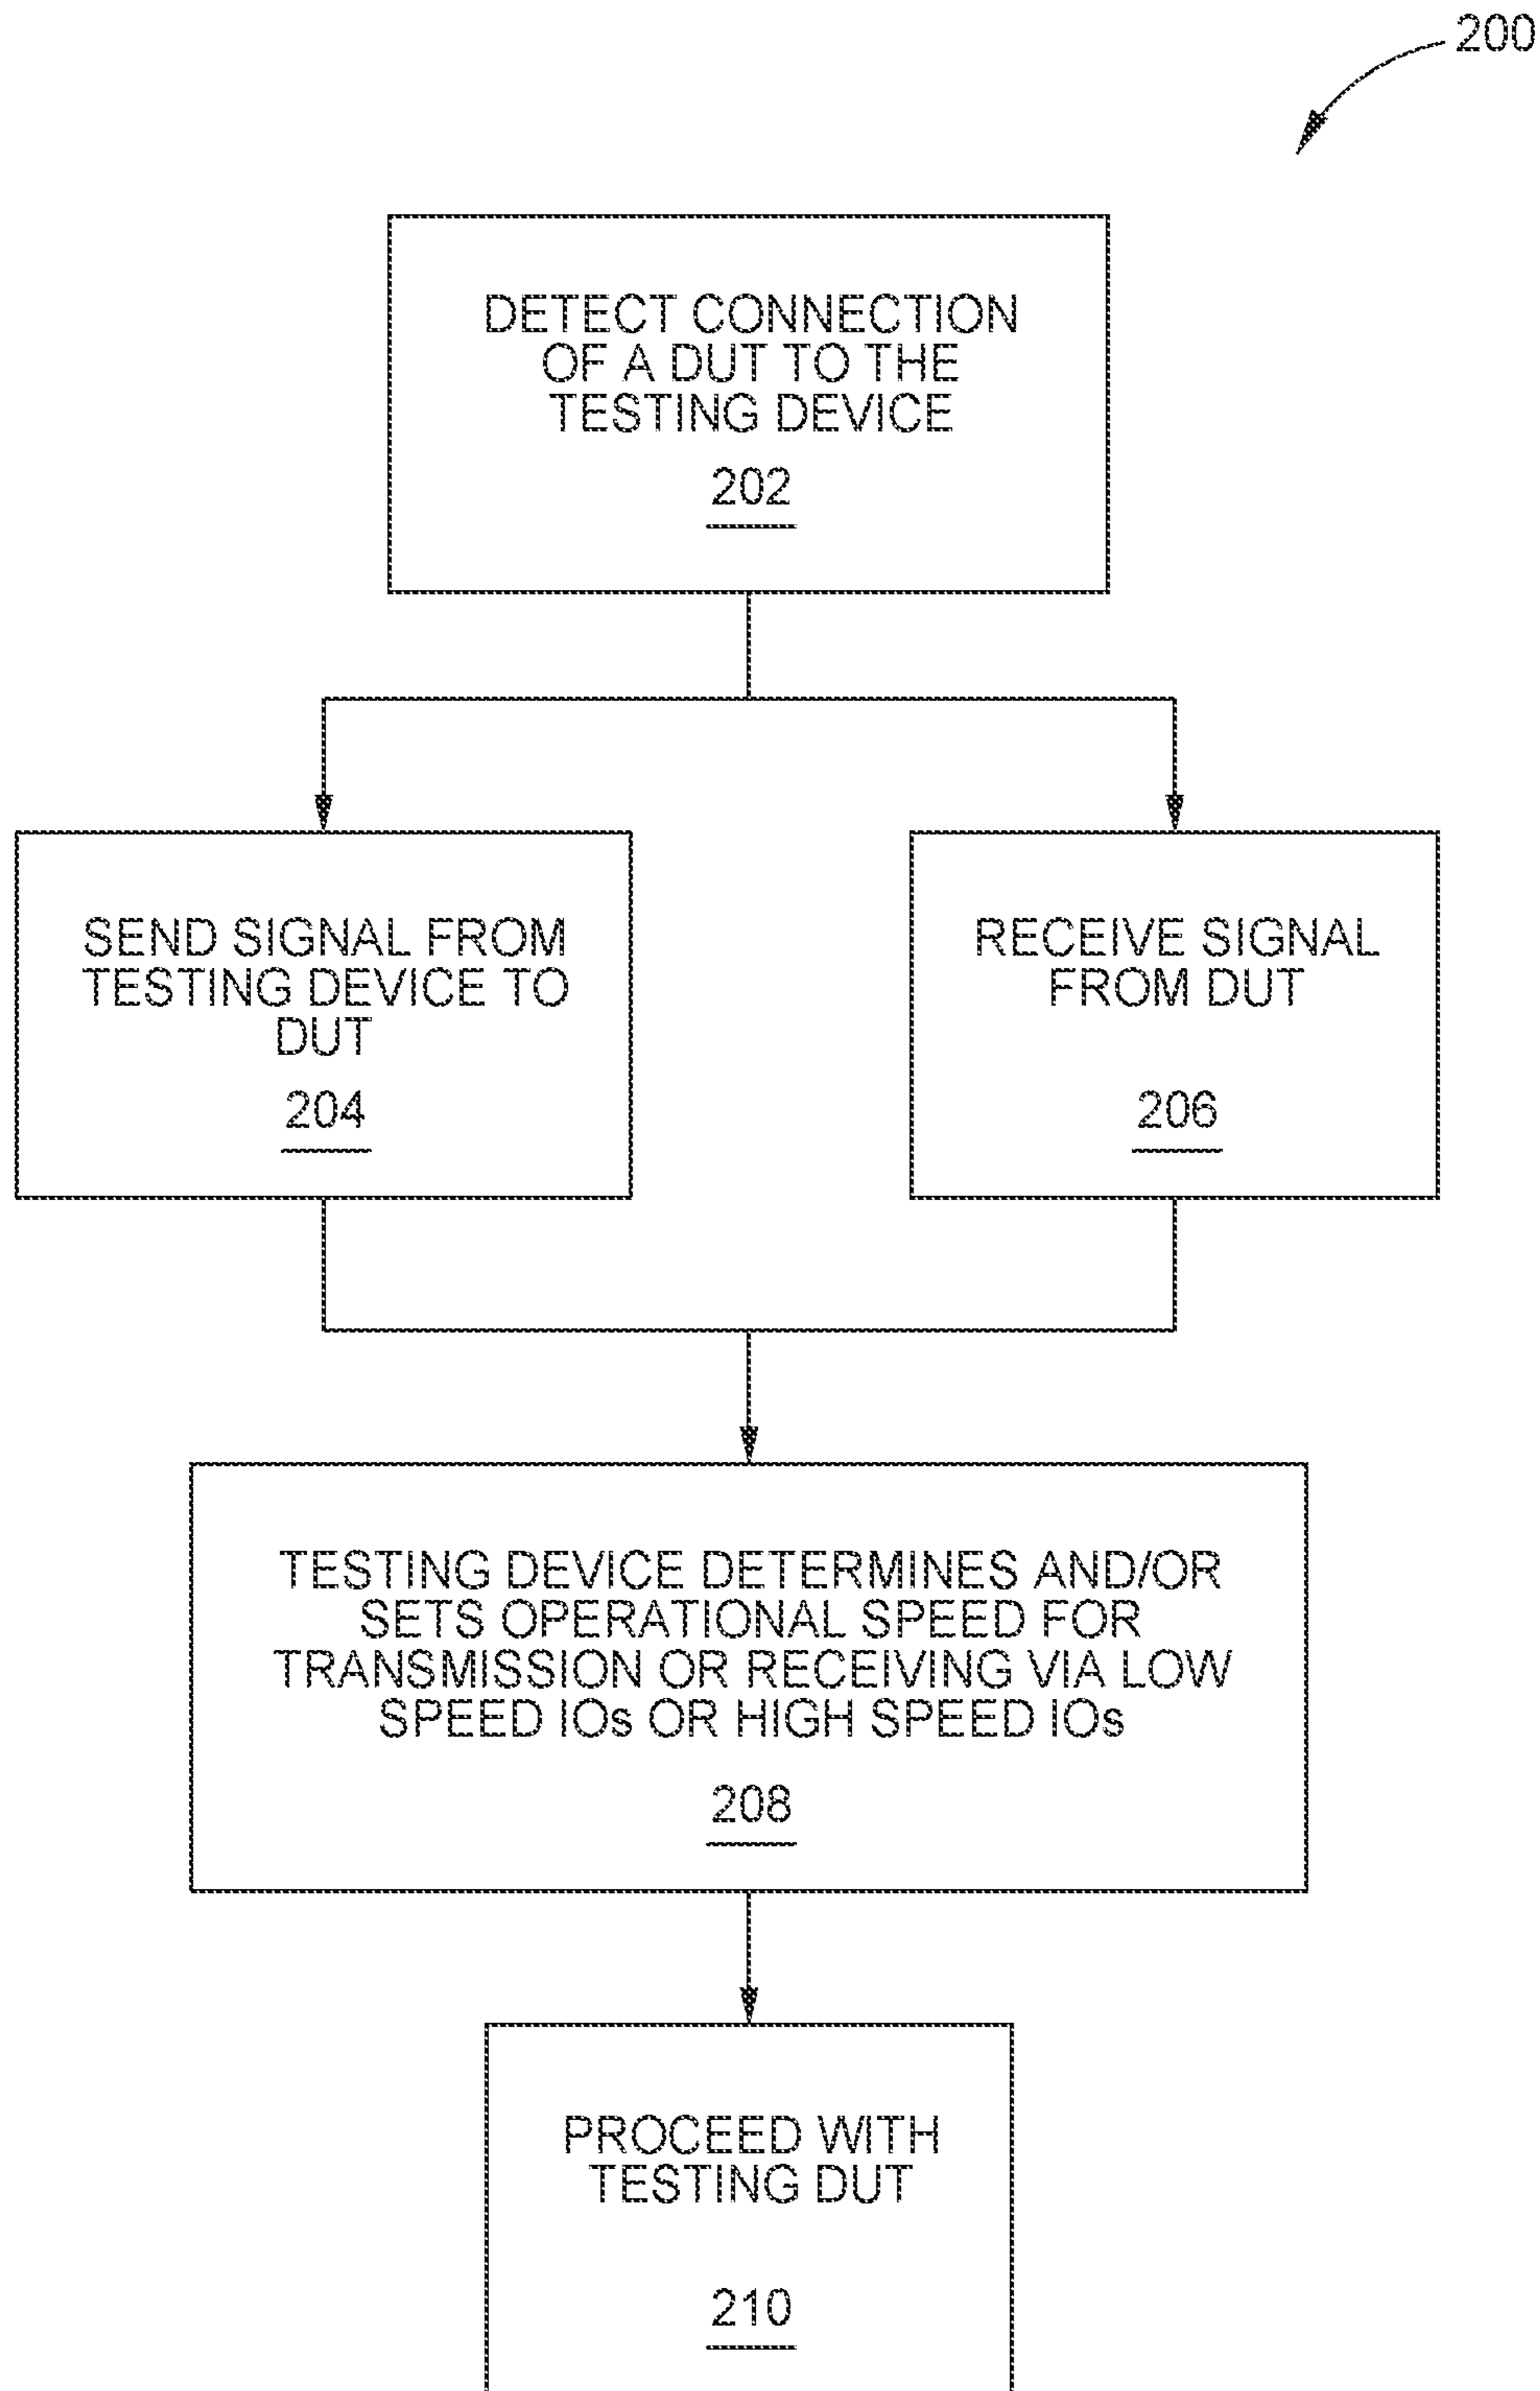 200
DETECT CONNECTION
OF A DUT TO THE
TESTING DEVICE
202
SEND SIGNAL FROM
TESTING DEVICE TO
DUT
204
RECEIVE SIGNAL
FROM DUT
206
TESTING DEVICE DETERMINES AND/OR
SETS OPERATIONAL SPEED FOR
TRANSMISSION OR RECEIVING VIA LOW
SPEED IOs OR HIGH SPEED IOs
208
PROCEED WITH
TESTING DUT
210